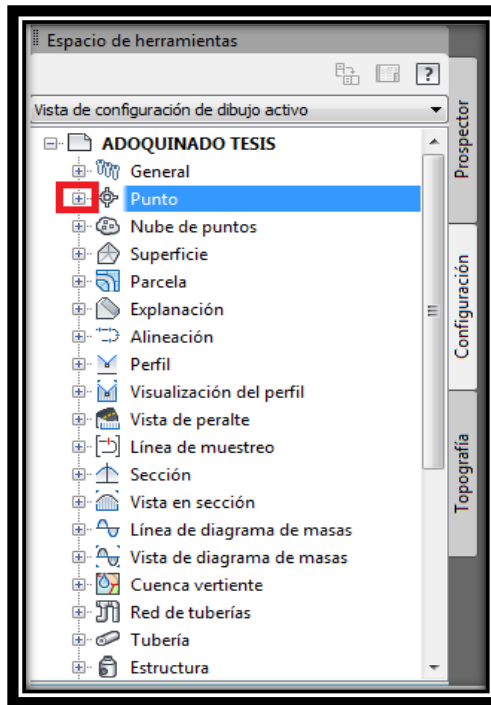 Espacio de herramientas
?
Vista de configuración de dibujo activo
ADOQUINADO TESIS
General
Punto
Nube de puntos
Superficie
Parcela
Explanación
Alineación
Perfil
Visualización del perfil
Vista de peralte
Línea de muestreo
Sección
Vista en sección
Línea de diagrama de masas
Vista de diagrama de masas
Cuenca vertiente
Red de tuberías
Tubería
Estructura
Prospector
Configuración
Topografía